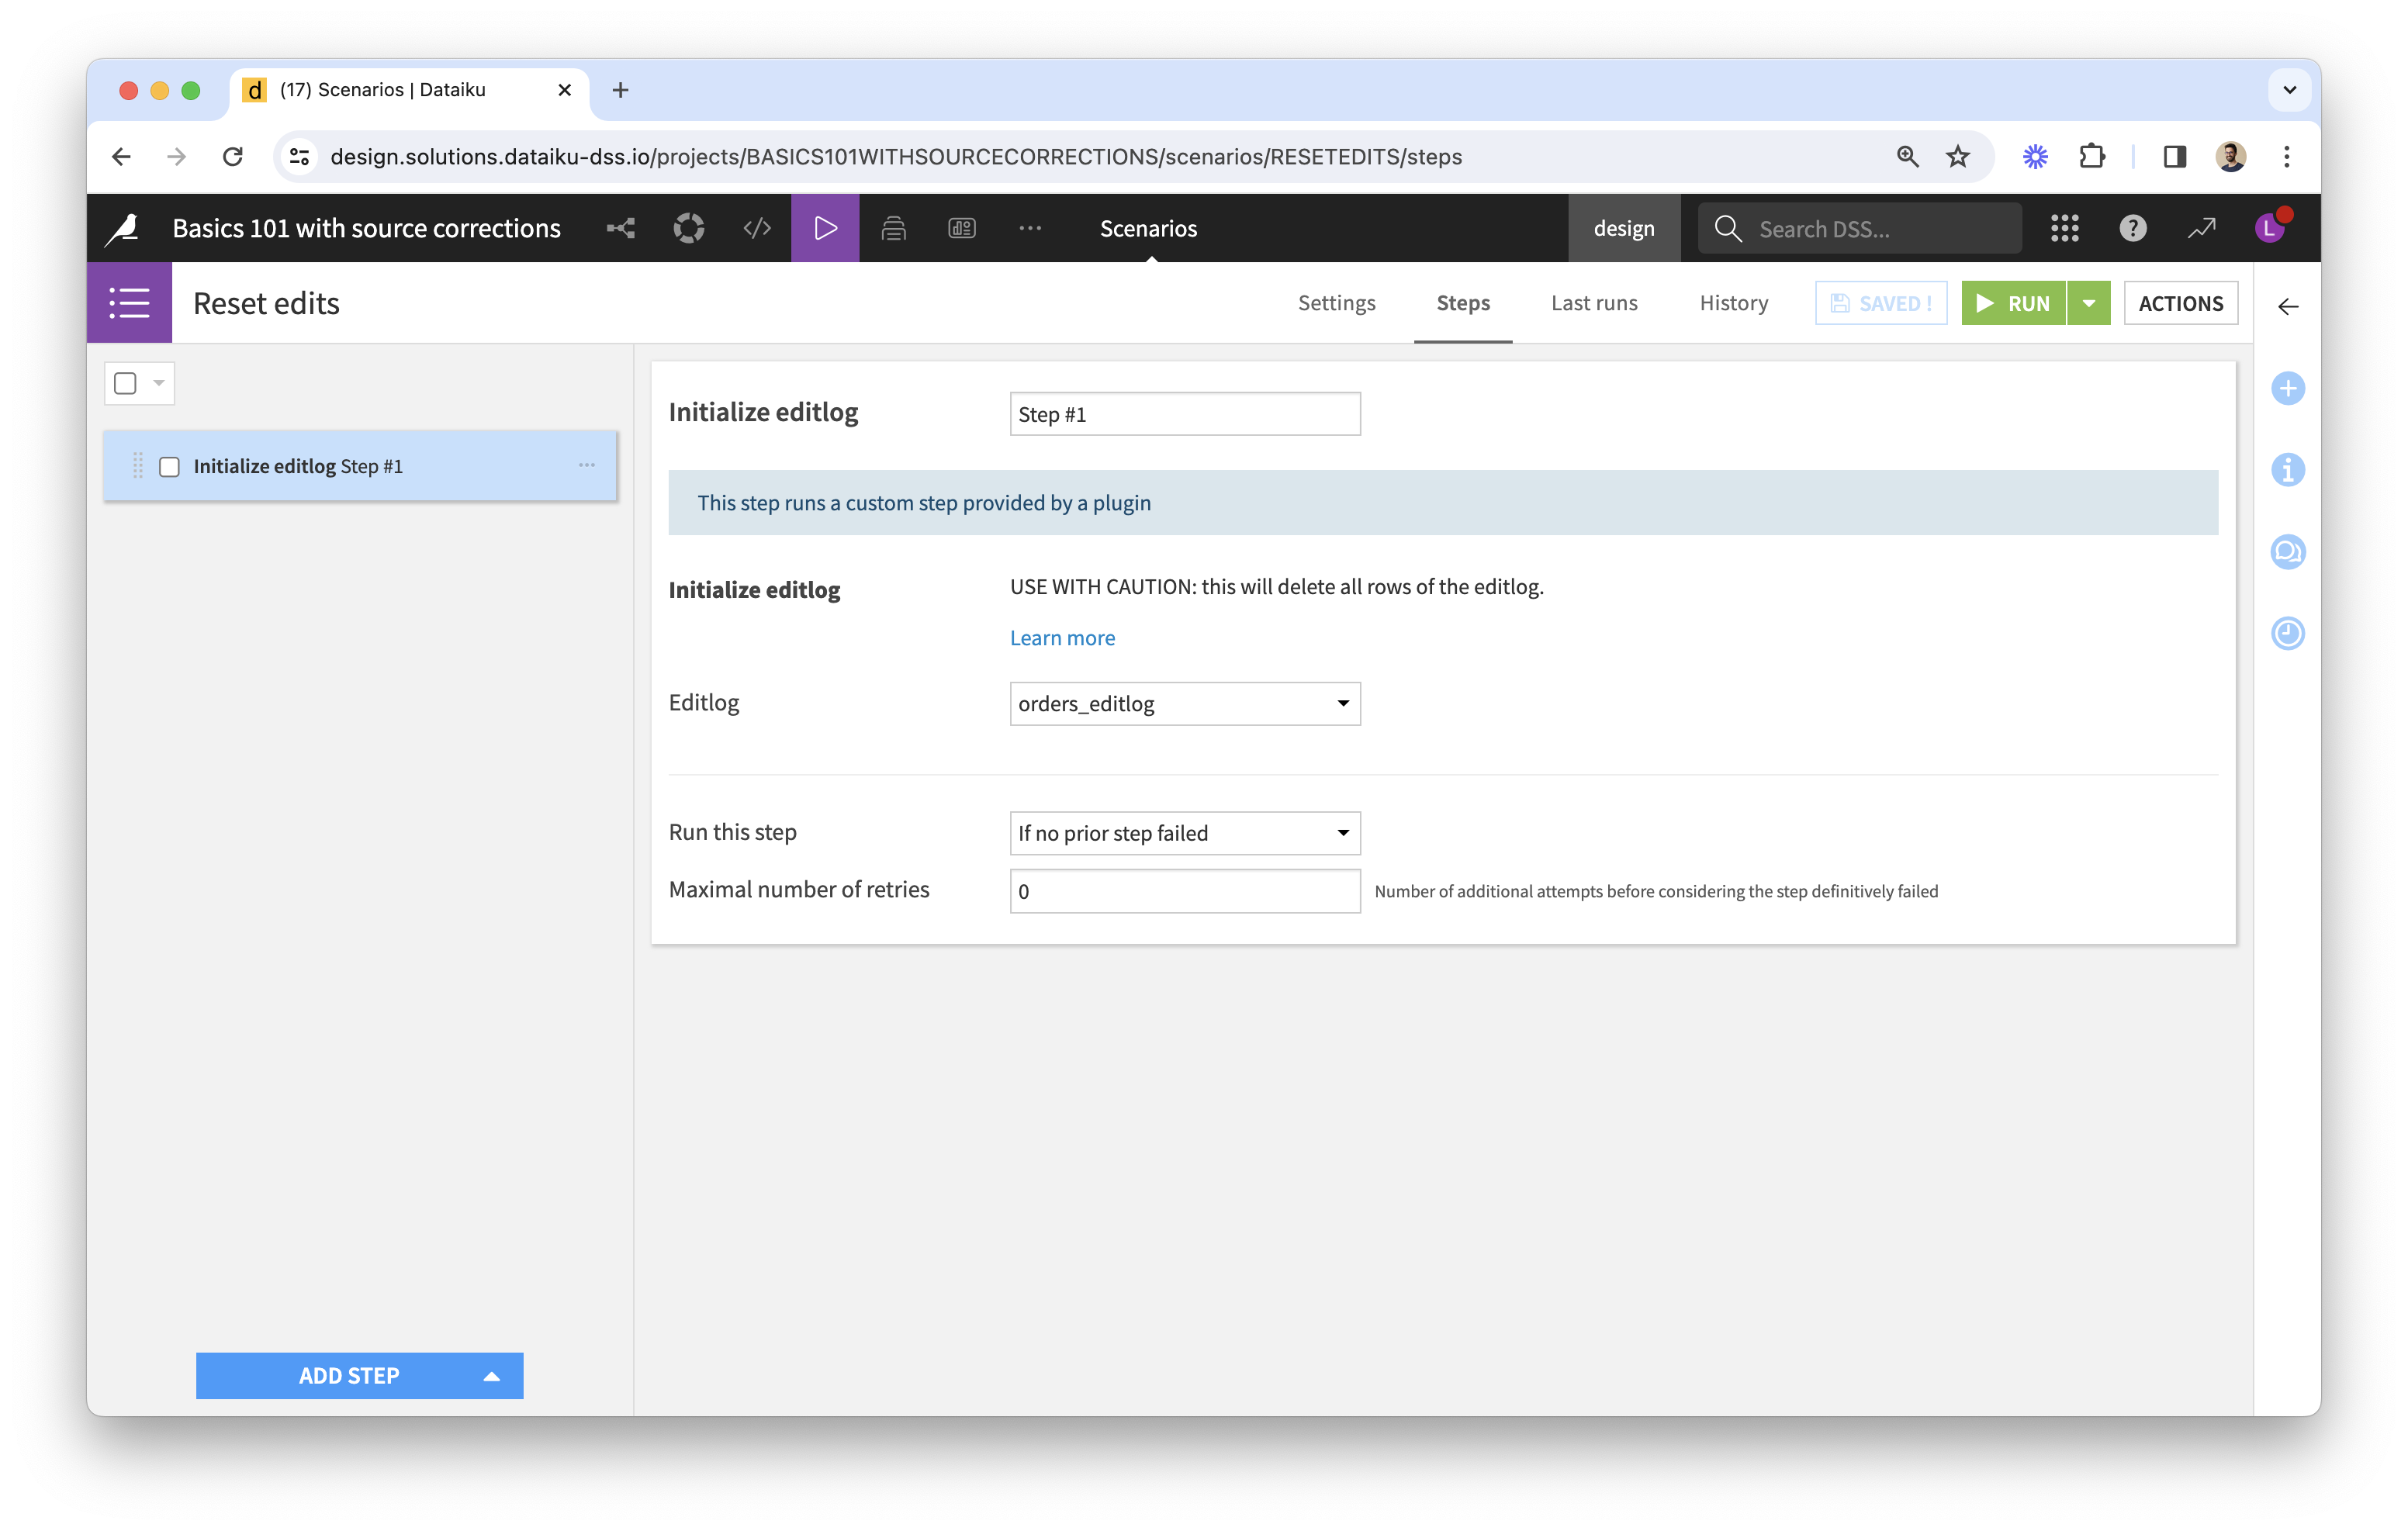 (17) Scenarios | Dataiku
design.solutions.dataiku-dss.io/projects/BASICS101WITHSOURCECORRECTIONS/scenarios/RESETEDITS/steps
Basics 101 with source corrections
Scenarios
design
Search DSS...
L
Reset edits
Settings
Steps
Last runs
History
SAVED !
RUN
ACTIONS
Initialize editlog Step #1
ADD STEP
Initialize editlog
Step #1
This step runs a custom step provided by a plugin
Initialize editlog
USE WITH CAUTION: this will delete all rows of the editlog.
Learn more
Editlog
orders_editlog
Run this step
If no prior step failed
Maximal number of retries
0
Number of additional attempts before considering the step definitively failed